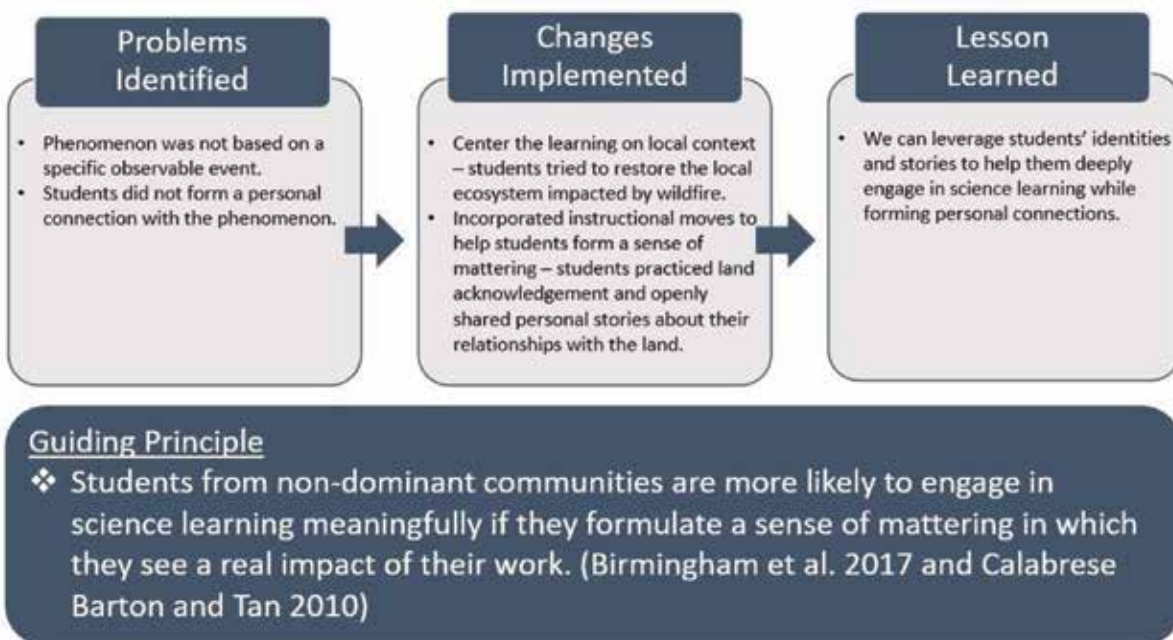 Problems
Identified
• Phenomenon was not based on a
specific observable event.
• Students did not form a personal
connection with the phenomenon.
Changes
Implemented
• Center the learning on local context
– students tried to restore the local
ecosystem impacted by wildfire.
• Incorporated instructional moves to
help students form a sense of
mattering – students practiced land
acknowledgement and openly
shared personal stories about their
relationships with the land.
Lesson
Learned
• We can leverage students' identities
and stories to help them deeply
engage in science learning while
forming personal connections.
Guiding Principle
❖ Students from non-dominant communities are more likely to engage in
science learning meaningfully if they formulate a sense of mattering in which
they see a real impact of their work. (Birmingham et al. 2017 and Calabrese
Barton and Tan 2010)